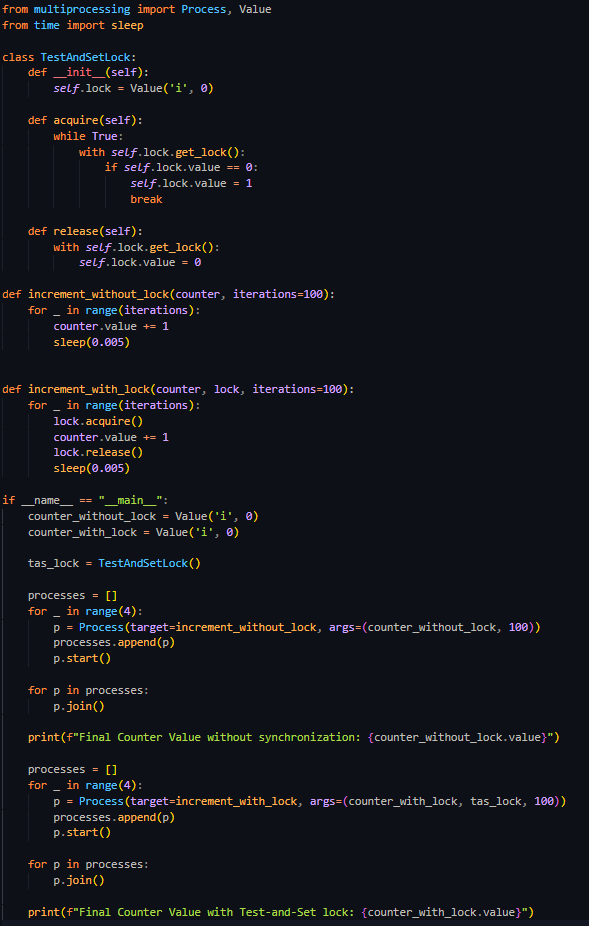 from multiprocessing import Process, Value
from time import sleep

class TestAndSetLock:
    def __init__(self):
        self.lock = Value('i', 0)

    def acquire(self):
        while True:
            with self.lock.get_lock():
                if self.lock.value == 0:
                    self.lock.value = 1
                    break

    def release(self):
        with self.lock.get_lock():
            self.lock.value = 0

def increment_without_lock(counter, iterations=100):
    for _ in range(iterations):
        counter.value += 1
        sleep(0.005)


def increment_with_lock(counter, lock, iterations=100):
    for _ in range(iterations):
        lock.acquire()
        counter.value += 1
        lock.release()
        sleep(0.005)

if __name__ == "__main__":
    counter_without_lock = Value('i', 0)
    counter_with_lock = Value('i', 0)

    tas_lock = TestAndSetLock()

    processes = []
    for _ in range(4):
        p = Process(target=increment_without_lock, args=(counter_without_lock, 100))
        processes.append(p)
        p.start()

    for p in processes:
        p.join()

    print(f"Final Counter Value without synchronization: {counter_without_lock.value}")

    processes = []
    for _ in range(4):
        p = Process(target=increment_with_lock, args=(counter_with_lock, tas_lock, 100))
        processes.append(p)
        p.start()

    for p in processes:
        p.join()

    print(f"Final Counter Value with Test-and-Set lock: {counter_with_lock.value}")